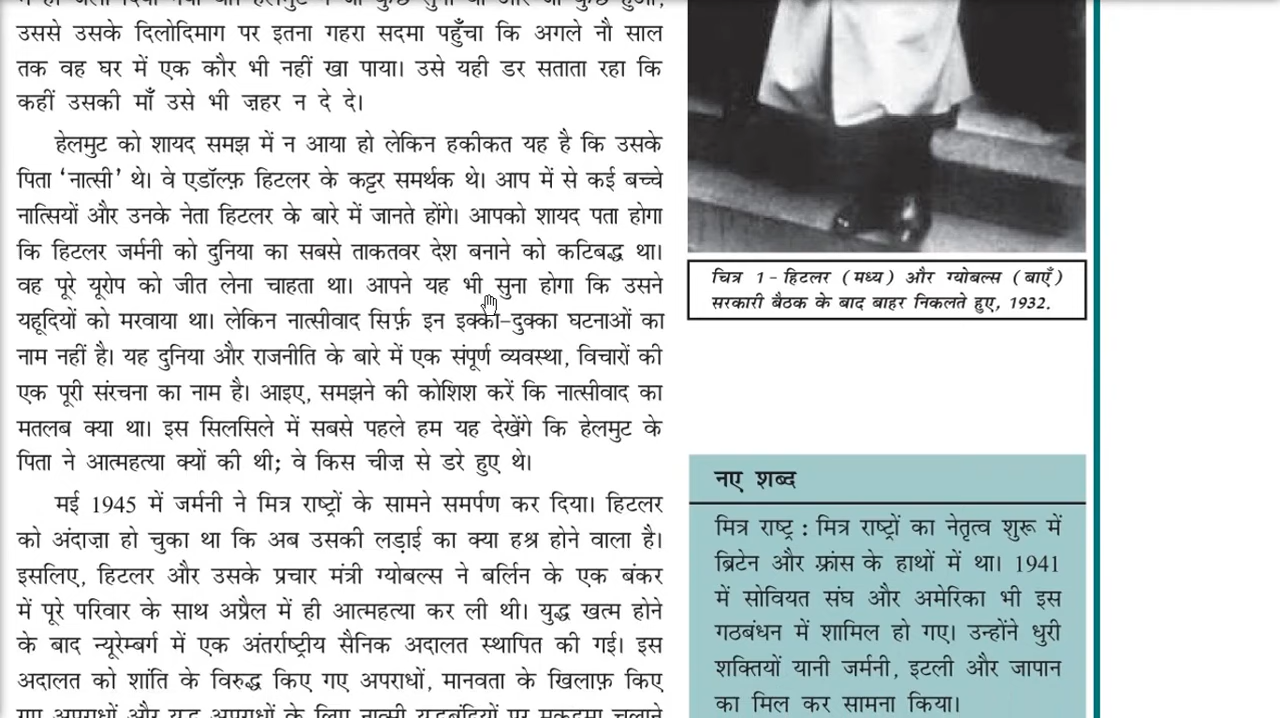 उससे उसके दिलोदिमाग पर इतना गहरा सदमा पहुँचा कि अगले नौ साल
तक वह घर में एक कौर भी नहीं खा पाया। उसे यही डर सताता रहा कि
कहीं उसकी माँ उसे भी ज़हर न दे दे।
हेलमुट को शायद समझ में न आया हो लेकिन हकीकत यह है कि उसके
पिता ‘नात्सी’ थे। वे एडॉल्फ़ हिटलर के कट्टर समर्थक थे। आप में से कई बच्चे
नात्सियों और उनके नेता हिटलर के बारे में जानते होंगे। आपको शायद पता होगा
कि हिटलर जर्मनी को दुनिया का सबसे ताकतवर देश बनाने को कटिबद्ध था।
वह पूरे यूरोप को जीत लेना चाहता था। आपने यह भी सुना होगा कि उसने
यहूदियों को मरवाया था। लेकिन नात्सीवाद सिर्फ़ इन इक्का-दुक्का घटनाओं का
नाम नहीं है। यह दुनिया और राजनीति के बारे में एक संपूर्ण व्यवस्था, विचारों की
एक पूरी संरचना का नाम है। आइए, समझने की कोशिश करें कि नात्सीवाद का
मतलब क्या था। इस सिलसिले में सबसे पहले हम यह देखेंगे कि हेलमुट के
पिता ने आत्महत्या क्यों की थी; वे किस चीज़ से डरे हुए थे।
मई 1945 में जर्मनी ने मित्र राष्ट्रों के सामने समर्पण कर दिया। हिटलर
को अंदाज़ा हो चुका था कि अब उसकी लड़ाई का क्या हश्र होने वाला है।
इसलिए, हिटलर और उसके प्रचार मंत्री ग्योबल्स ने बर्लिन के एक बंकर
में पूरे परिवार के साथ अप्रैल में ही आत्महत्या कर ली थी। युद्ध खत्म होने
के बाद न्यूरेम्बर्ग में एक अंतर्राष्ट्रीय सैनिक अदालत स्थापित की गई। इस
अदालत को शांति के विरुद्ध किए गए अपराधों, मानवता के खिलाफ़ किए
गए अपराधों और युद्ध अपराधों के लिए नात्सी युद्धबंदियों पर मुकदमा चलाने
चित्र 1 - हिटलर (मध्य) और ग्योबल्स (बाएँ)
सरकारी बैठक के बाद बाहर निकलते हुए, 1932.
नए शब्द
मित्र राष्ट्र : मित्र राष्ट्रों का नेतृत्व शुरू में
ब्रिटेन और फ़्रांस के हाथों में था। 1941
में सोवियत संघ और अमेरिका भी इस
गठबंधन में शामिल हो गए। उन्होंने धुरी
शक्तियों यानी जर्मनी, इटली और जापान
का मिल कर सामना किया।